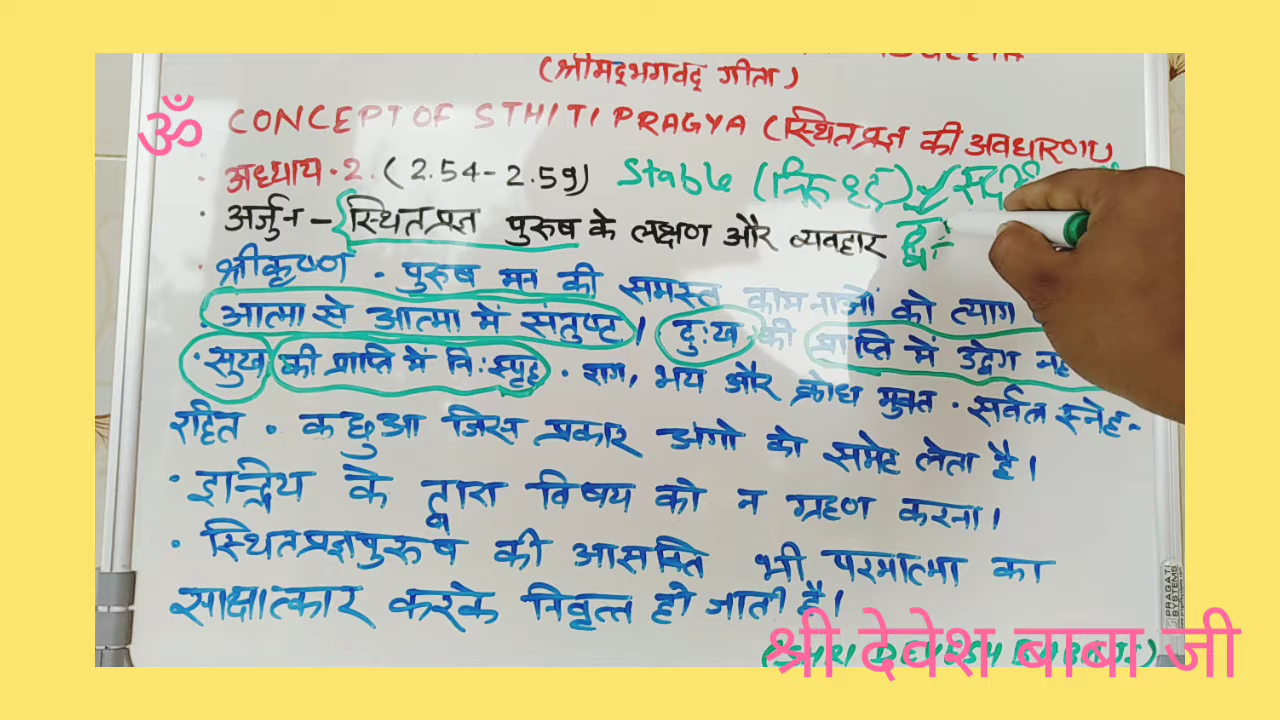 (श्रीमद्भगवद् गीता)
ॐ CONCEPT OF STHITI PRAGYA (स्थितप्रज्ञ की अवधारणा
· अध्याय·2. (2.54-2.59) Stable
· अर्जुन - स्थितप्रज्ञ पुरुष के लक्षण और व्यवहार
· श्रीकृष्ण · पुरुष मन की समस्त कामनाओं को त्याग
आत्मा से आत्मा में संतुष्ट। दुःख की प्राप्ति में उद्वेग
· सुख की प्राप्ति में निःस्पृह · राग, भय और क्रोध मुक्त · सर्वत्र स्नेह-
रहित · कछुआ जिस प्रकार अंगो को समेट लेता है।
· इन्द्रिय के द्वारा विषय को न ग्रहण करना।
· स्थितप्रज्ञपुरुष की आसक्ति भी परमात्मा का
साक्षात्कार करके निवृत्त हो जाती है।
श्री देवेश बाबा जी
PRAGATI SYSTEMS